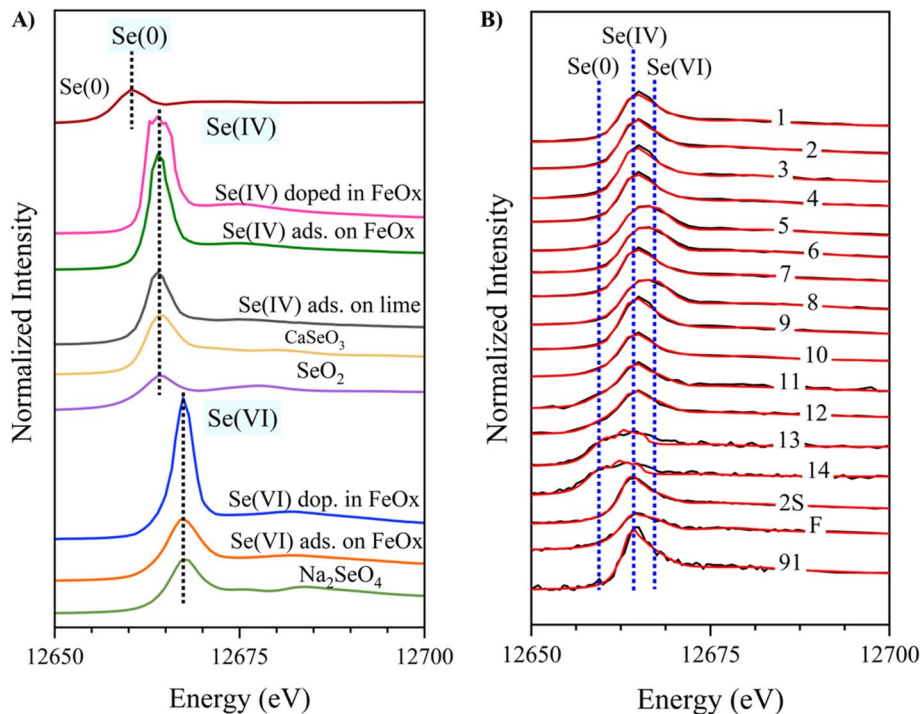 A)
Se(0)
Se(0)
Se(IV)
Se(IV) doped in FeOx
Se(IV) ads. on FeOx
Se(IV) ads. on lime
CaSeO₃
SeO₂
Se(VI)
Se(VI) dop. in FeOx
Se(VI) ads. on FeOx
Na₂SeO₄
Normalized Intensity
12650 12675 12700
Energy (eV)
B)
Se(IV)
Se(0) Se(VI)
1
2
3
4
5
6
7
8
9
10
11
12
13
14
2S
F
91
Normalized Intensity
12650 12675 12700
Energy (eV)